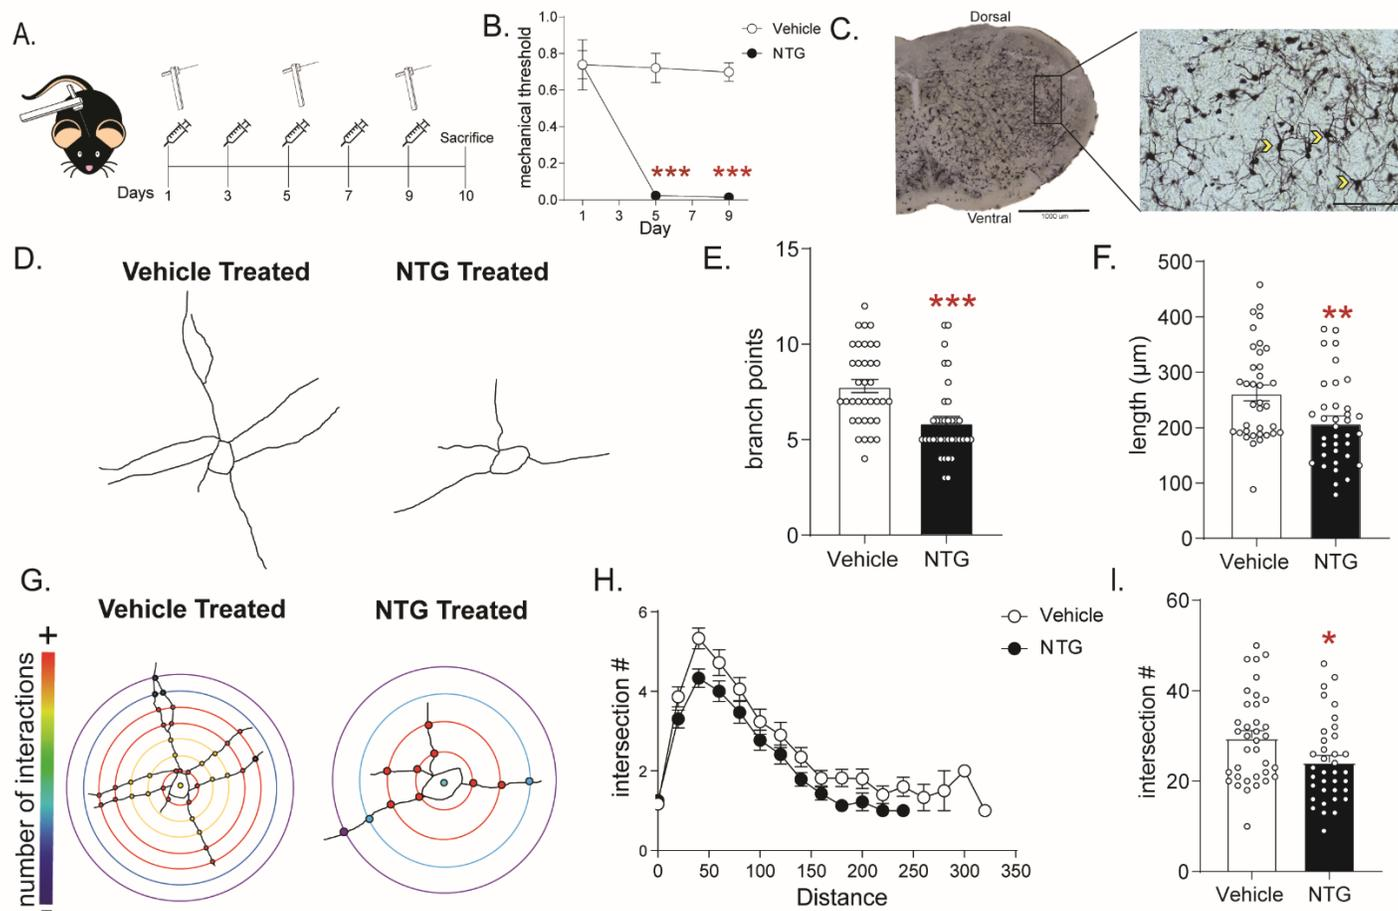 A.
Sacrifice
Days 1 3 5 7 9 10
B.
mechanical threshold
1.0
0.8
0.6
0.4
0.2
0.0
*** ***
1 3 5 7 9
Day
Vehicle
NTG
C.
Dorsal
Ventral
1000 um
D.
Vehicle Treated
NTG Treated
E.
branch points
15
10
5
0
***
Vehicle NTG
F.
length (µm)
500
400
300
200
100
0
**
Vehicle NTG
G.
Vehicle Treated
NTG Treated
+
number of interactions
-
H.
intersection #
6
4
2
0
0 50 100 150 200 250 300 350
Distance
Vehicle
NTG
I.
intersection #
60
40
20
0
*
Vehicle NTG